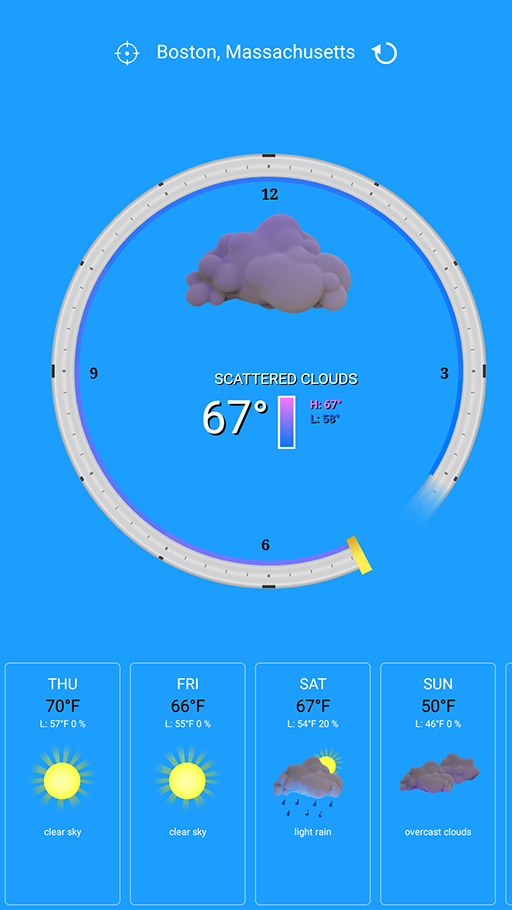 Boston, Massachusetts
12
9
3
SCATTERED CLOUDS
67°
H: 67°
L: 58°
6
THU
70°F
L: 57°F 0 %
clear sky
FRI
66°F
L: 55°F 0 %
clear sky
SAT
67°F
L: 54°F 20 %
light rain
SUN
50°F
L: 46°F 0 %
overcast clouds